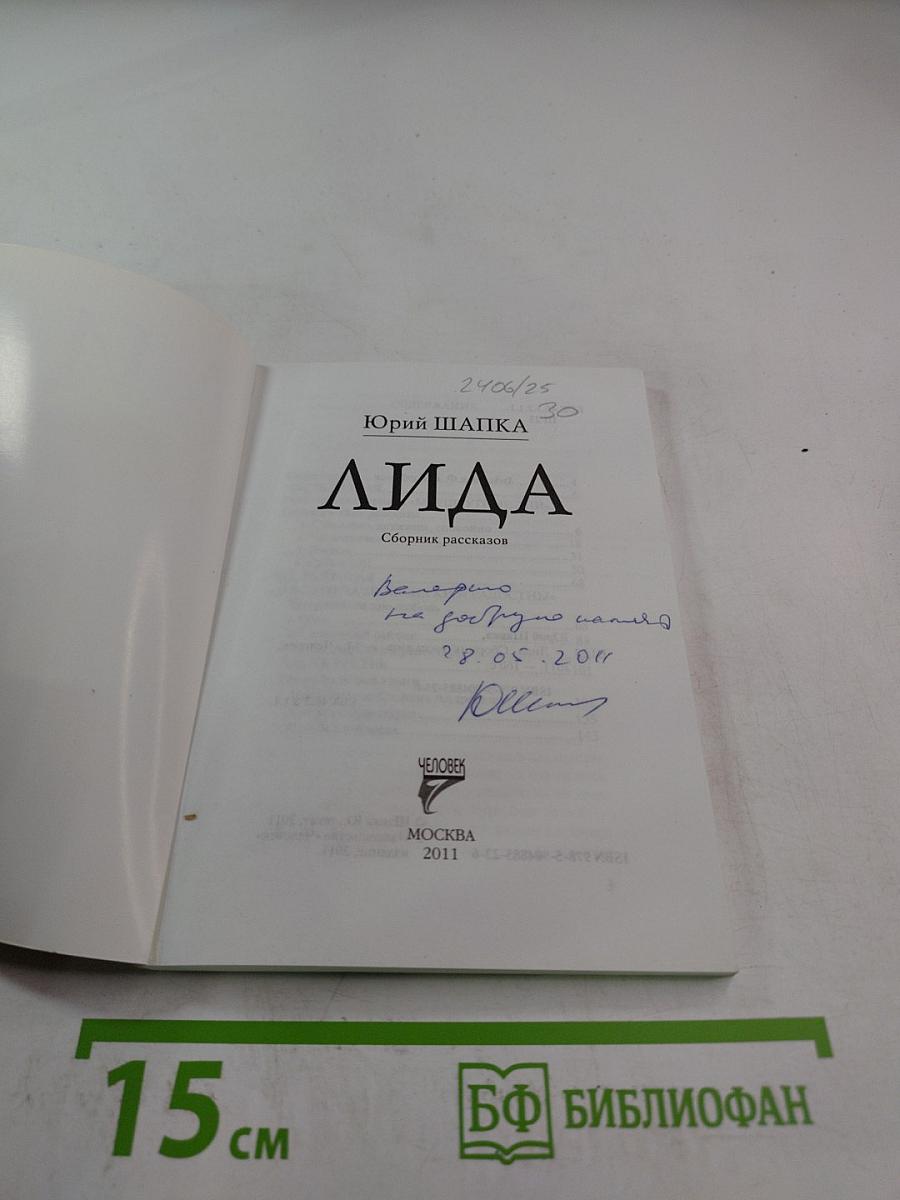 2406/25
30
Юрий ШАПКА
ЛИДА
Сборник рассказов
Валерию
на добрую память
28.05.2011
ЧЕЛОВЕК
МОСКВА
2011
15 см
БФ БИБЛИОФАН